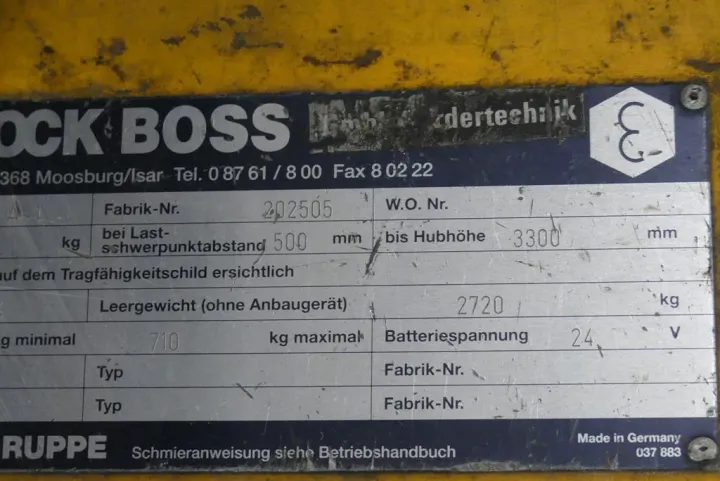 OCK BOSS
dertechnik
368 Moosburg/Isar Tel. 0 87 61 / 8 00 Fax 8 02 22
Fabrik-Nr. 202505 W.O. Nr. /
kg bei Last-schwerpunktabstand 500 mm bis Hubhöhe 3300 mm
uf dem Tragfähigkeitschild ersichtlich
Leergewicht (ohne Anbaugerät) 2720 kg
g minimal 710 kg maximal Batteriespannung 24 V
Typ Fabrik-Nr.
Typ Fabrik-Nr.
RUPPE Schmieranweisung siehe Betriebshandbuch
Made in Germany
037 883